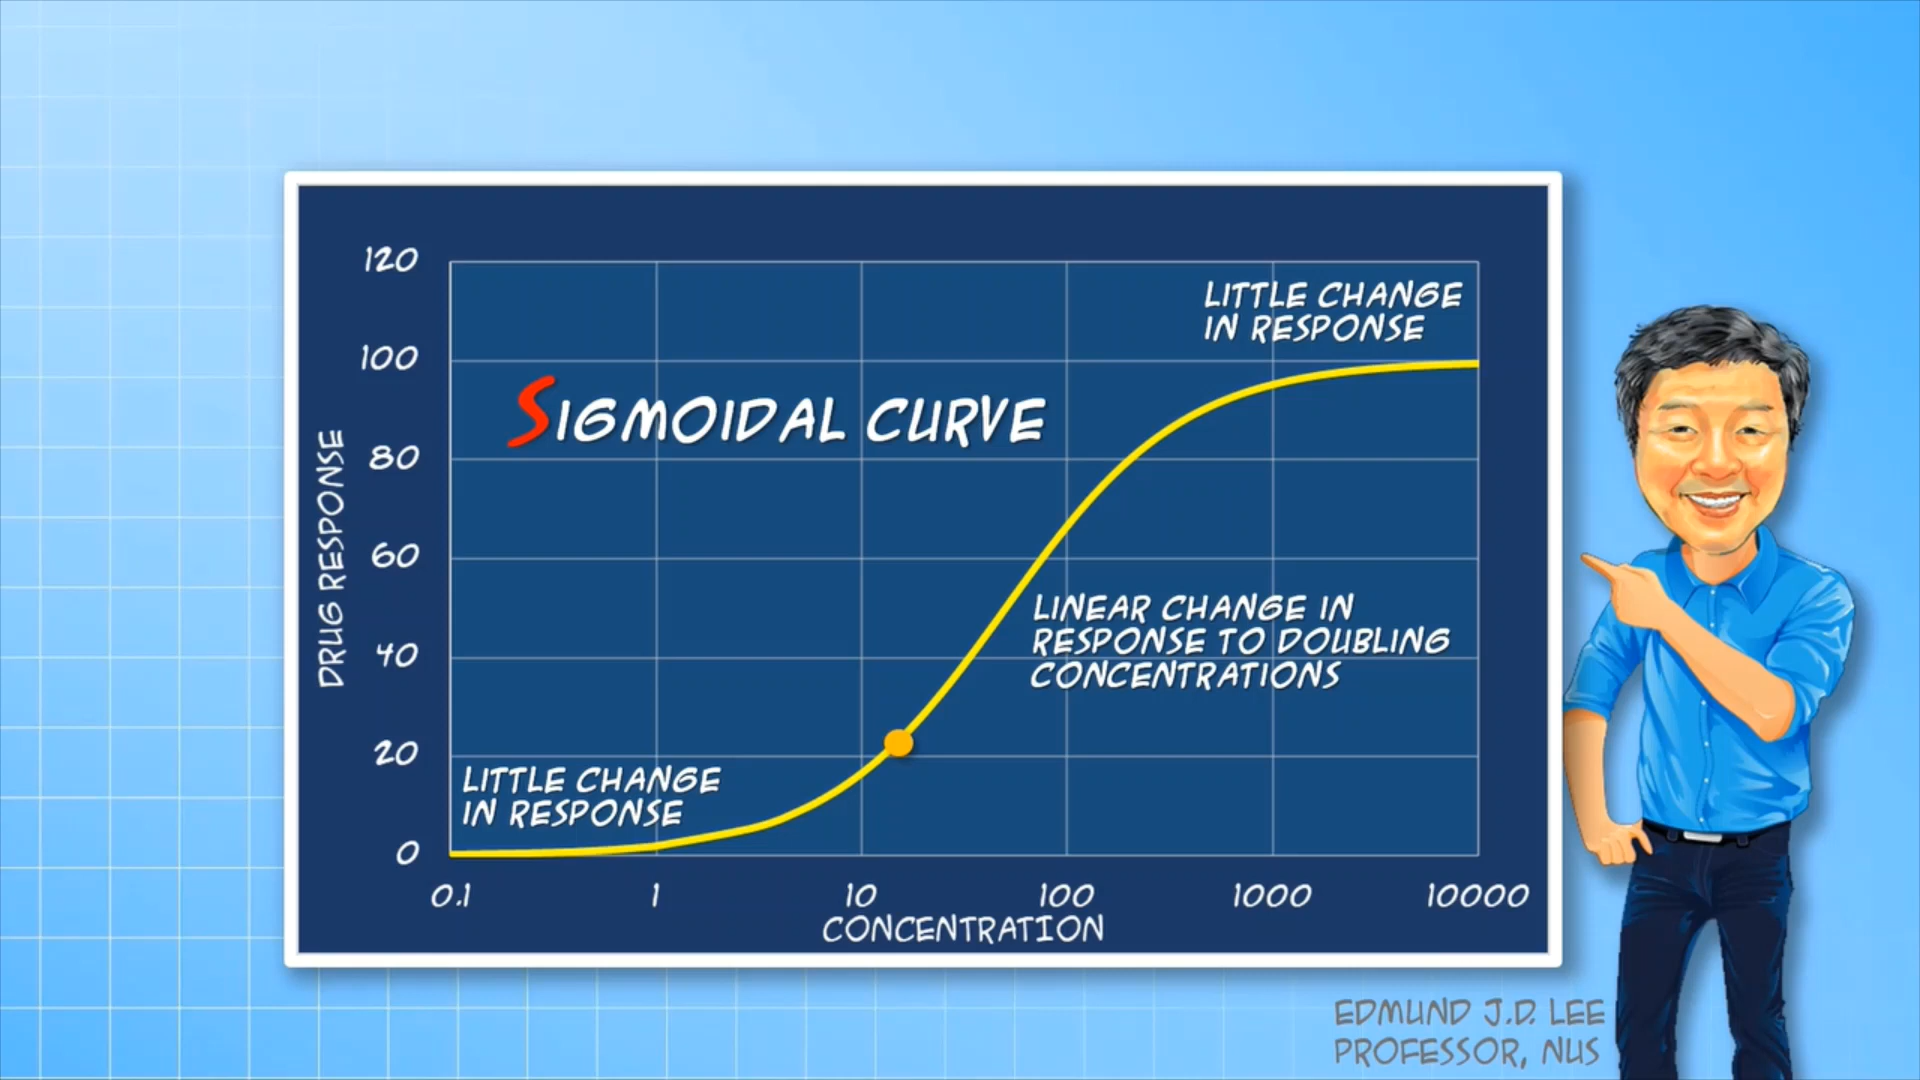 120
100
80
60
40
20
0
DRUG RESPONSE
SIGMOIDAL CURVE
LITTLE CHANGE
IN RESPONSE
LINEAR CHANGE IN
RESPONSE TO DOUBLING
CONCENTRATIONS
LITTLE CHANGE
IN RESPONSE
0.1 1 10 100 1000 10000
CONCENTRATION
EDMUND J.D. LEE
PROFESSOR, NUS